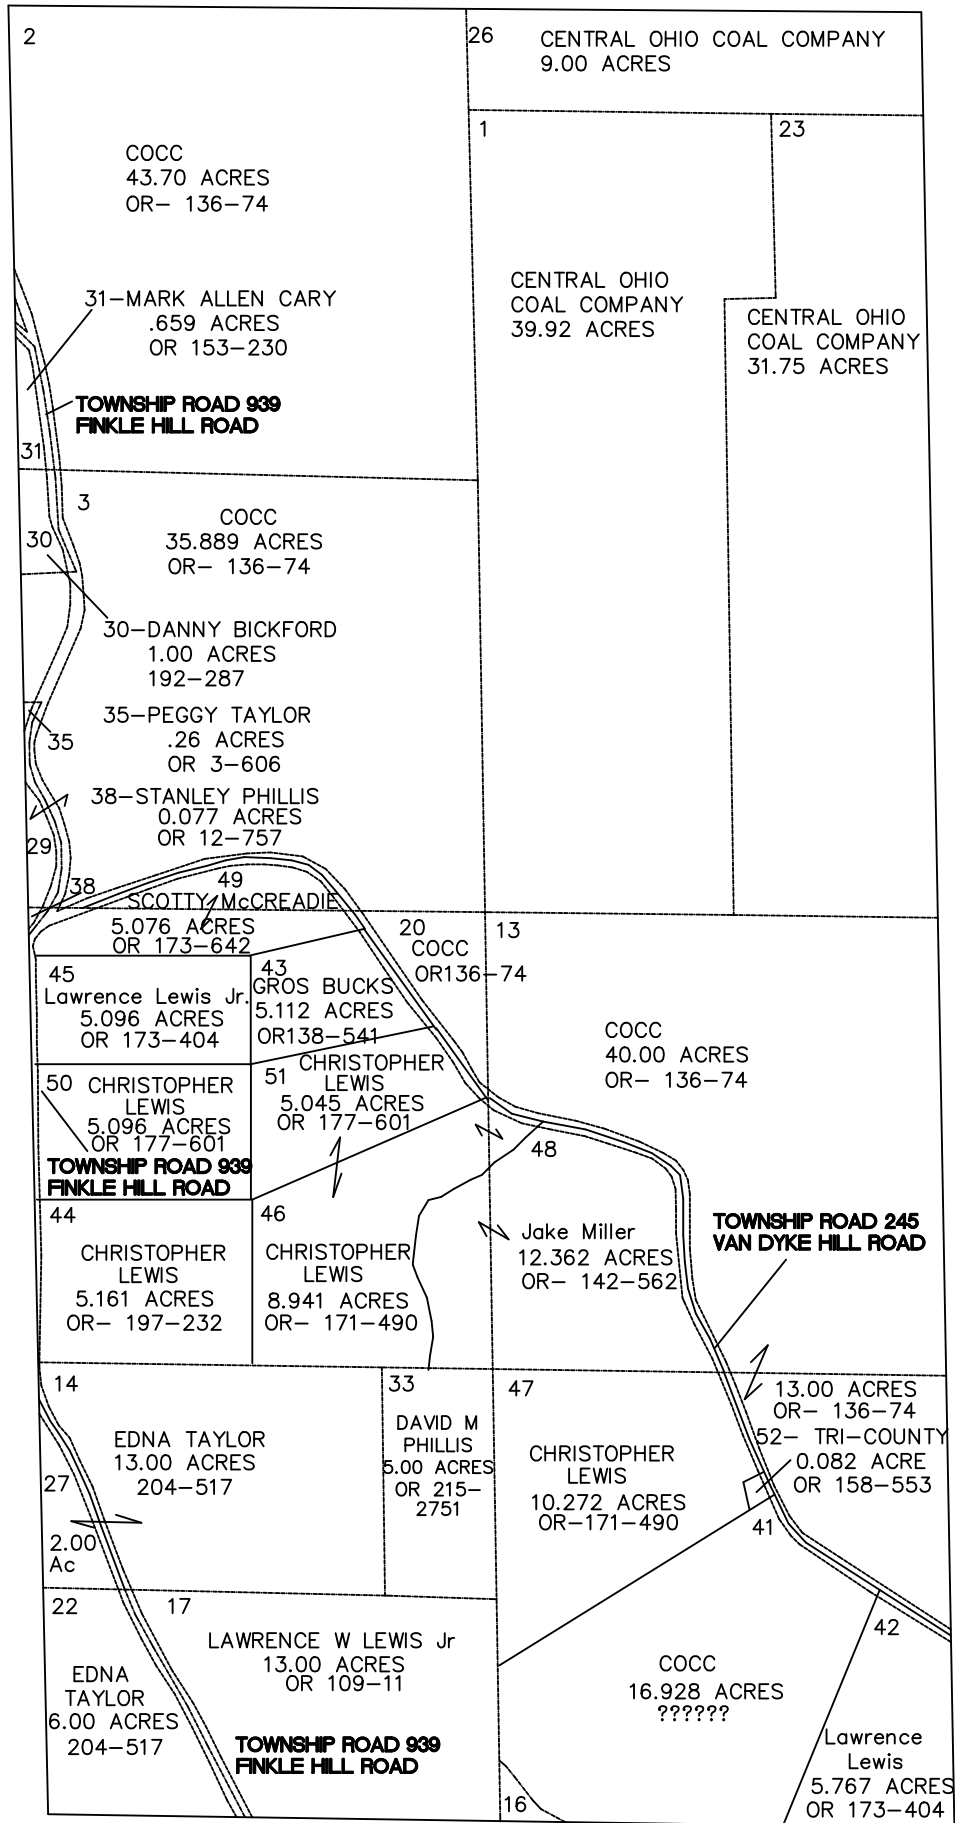 2
26
CENTRAL OHIO COAL COMPANY
9.00 ACRES
1
23
COCC
43.70 ACRES
OR- 136-74
CENTRAL OHIO
COAL COMPANY
39.92 ACRES
CENTRAL OHIO
COAL COMPANY
31.75 ACRES
31-MARK ALLEN CARY
.659 ACRES
OR 153-230
TOWNSHIP ROAD 939
FINKLE HILL ROAD
31
3
COCC
35.889 ACRES
OR- 136-74
30
30-DANNY BICKFORD
1.00 ACRES
192-287
35-PEGGY TAYLOR
.26 ACRES
OR 3-606
35
38-STANLEY PHILLIS
0.077 ACRES
OR 12-757
29
38
49
SCOTTY McCREADIE
5.076 ACRES
OR 173-642
20
COCC
OR136-74
13
45
Lawrence Lewis Jr.
5.096 ACRES
OR 173-404
43
GROS BUCKS
5.112 ACRES
OR138-541
COCC
40.00 ACRES
OR- 136-74
50 CHRISTOPHER
LEWIS
5.096 ACRES
OR 177-601
51 CHRISTOPHER
LEWIS
5.045 ACRES
OR 177-601
TOWNSHIP ROAD 939
FINKLE HILL ROAD
48
44
CHRISTOPHER
LEWIS
5.161 ACRES
OR- 197-232
46
CHRISTOPHER
LEWIS
8.941 ACRES
OR- 171-490
Jake Miller
12.362 ACRES
OR- 142-562
TOWNSHIP ROAD 245
VAN DYKE HILL ROAD
14
EDNA TAYLOR
13.00 ACRES
204-517
33
DAVID M
PHILLIS
5.00 ACRES
OR 215-
2751
47
CHRISTOPHER
LEWIS
10.272 ACRES
OR-171-490
13.00 ACRES
OR- 136-74
52- TRI-COUNTY
0.082 ACRE
OR 158-553
27
2.00
Ac
41
22
EDNA
TAYLOR
6.00 ACRES
204-517
17
LAWRENCE W LEWIS Jr
13.00 ACRES
OR 109-11
TOWNSHIP ROAD 939
FINKLE HILL ROAD
COCC
16.928 ACRES
??????
42
Lawrence
Lewis
5.767 ACRES
OR 173-404
16